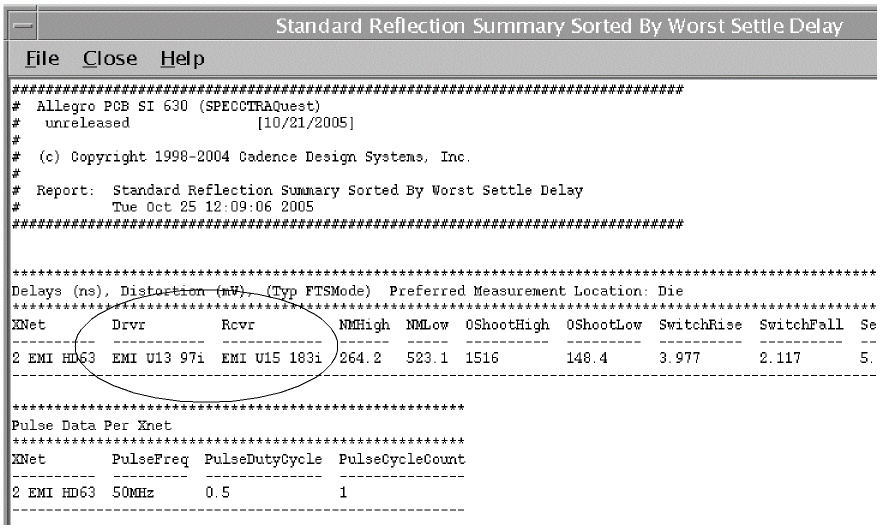 Standard Reflection Summary Sorted By Worst Settle Delay
File Close Help
################################################################################
# Allegro PCB SI 630 (SPECCTRAQuest)
# unreleased [10/21/2005]
#
# (c) Copyright 1998-2004 Cadence Design Systems, Inc.
#
# Report: Standard Reflection Summary Sorted By Worst Settle Delay
# Tue Oct 25 12:09:06 2005
################################################################################
*******************************************************************************************************
Delays (ns), Distortion (mV), (Typ FTSMode) Preferred Measurement Location: Die
*******************************************************************************************************
XNet Drvr Rcvr NMHigh NMLow OShootHigh OShootLow SwitchRise SwitchFall Se
---------- ----------- ------------ ------ ----- ---------- --------- ---------- ---------- --
2 EMI HD63 EMI U13 97i EMI U15 183i 264.2 523.1 1516 148.4 3.977 2.117 5.
-------------------------------------------------------------------------------------------------------
******************************************************
Pulse Data Per Xnet
******************************************************
XNet PulseFreq PulseDutyCycle PulseCycleCount
---------- --------- -------------- ---------------
2 EMI HD63 50MHz 0.5 1
------------------------------------------------------